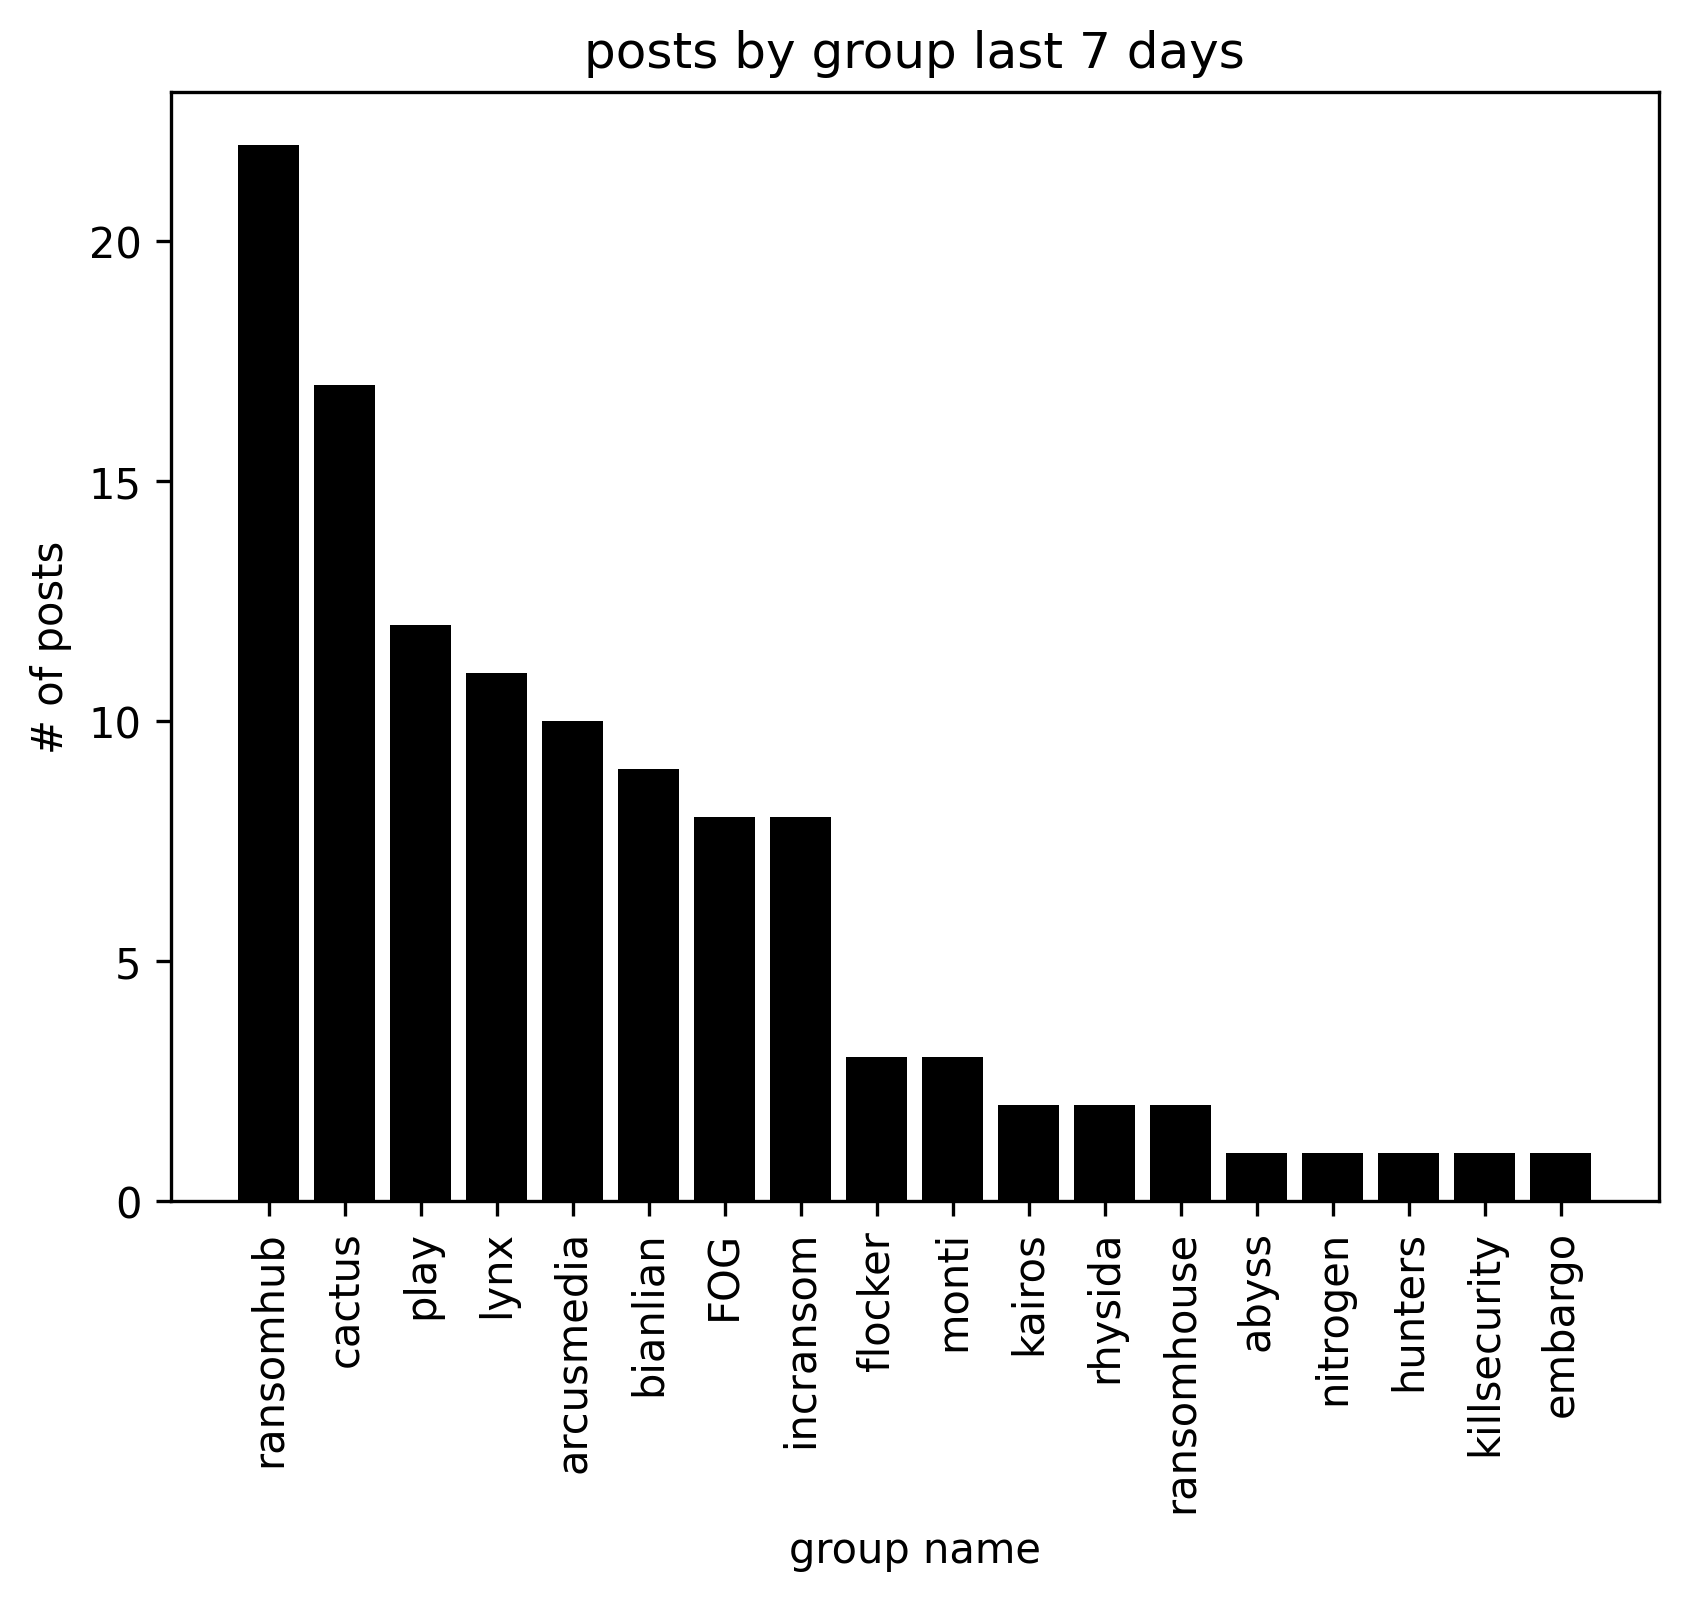 posts by group last 7 days
# of posts
20
15
10
5
0
ransomhub
cactus
play
lynx
arcusmedia
bianlian
FOG
incransom
flocker
monti
kairos
rhysida
ransomhouse
abyss
nitrogen
hunters
killsecurity
embargo
group name